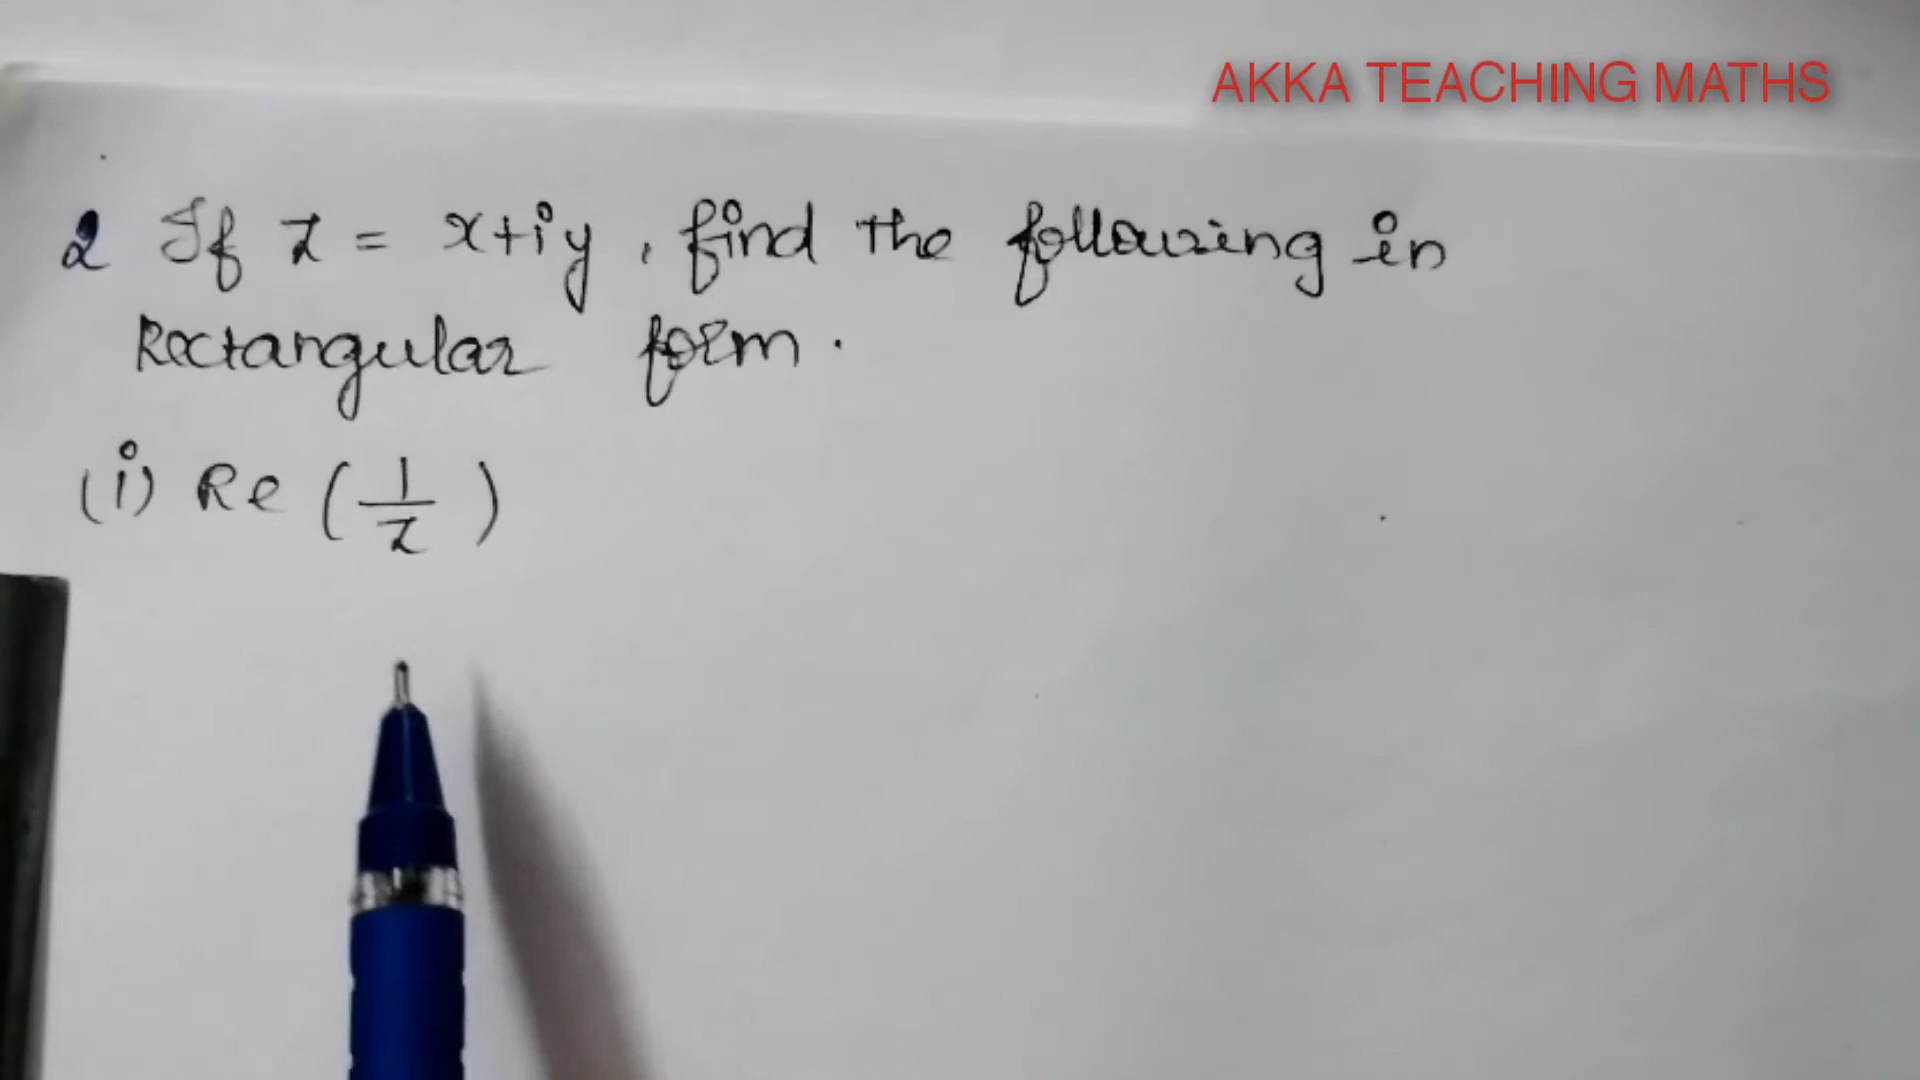 AKKA TEACHING MATHS
2 If z = x+iy, find the following in
Rectangular form.
(i) Re (1/z)